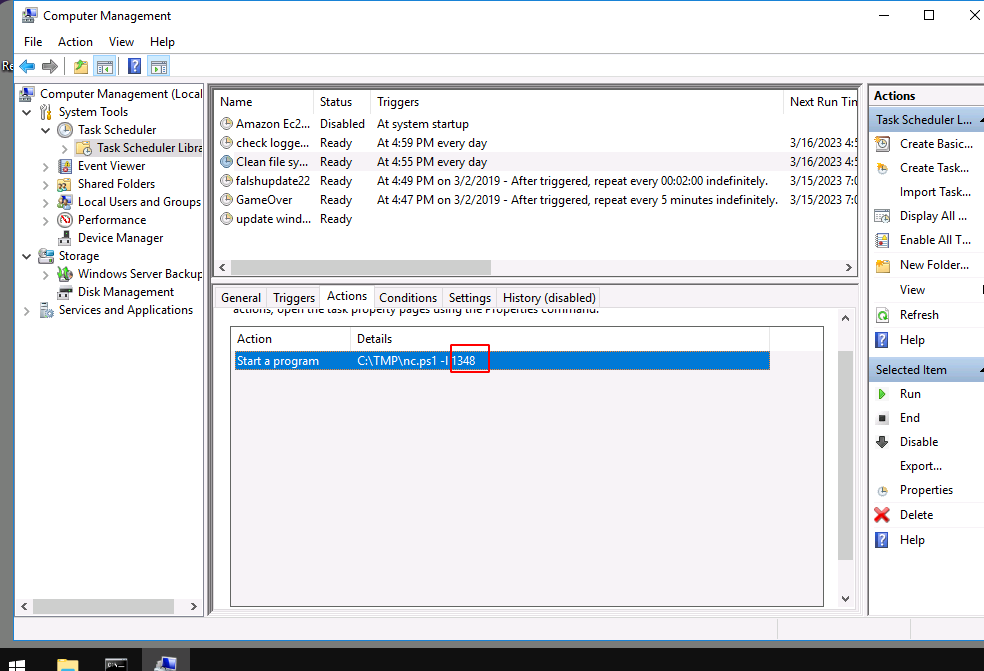 Computer Management
File Action View Help
Re
Computer Management (Local
System Tools
Task Scheduler
Task Scheduler Libra
Event Viewer
Shared Folders
Local Users and Groups
Performance
Device Manager
Storage
Windows Server Backup
Disk Management
Services and Applications
Name Status Triggers Next Run Tim
Amazon Ec2... Disabled At system startup
check logge... Ready At 4:59 PM every day 3/16/2023 4:5
Clean file sy... Ready At 4:55 PM every day 3/16/2023 4:5
falshupdate22 Ready At 4:49 PM on 3/2/2019 - After triggered, repeat every 00:02:00 indefinitely. 3/15/2023 7:0
GameOver Ready At 4:47 PM on 3/2/2019 - After triggered, repeat every 5 minutes indefinitely. 3/15/2023 7:0
update wind... Ready
General Triggers Actions Conditions Settings History (disabled)
actions, open the task property pages using the Properties command.
Action Details
Start a program C:\TMP\nc.ps1 -l 1348
Actions
Task Scheduler L...
Create Basic...
Create Task...
Import Task...
Display All ...
Enable All T...
New Folder...
View
Refresh
Help
Selected Item
Run
End
Disable
Export...
Properties
Delete
Help